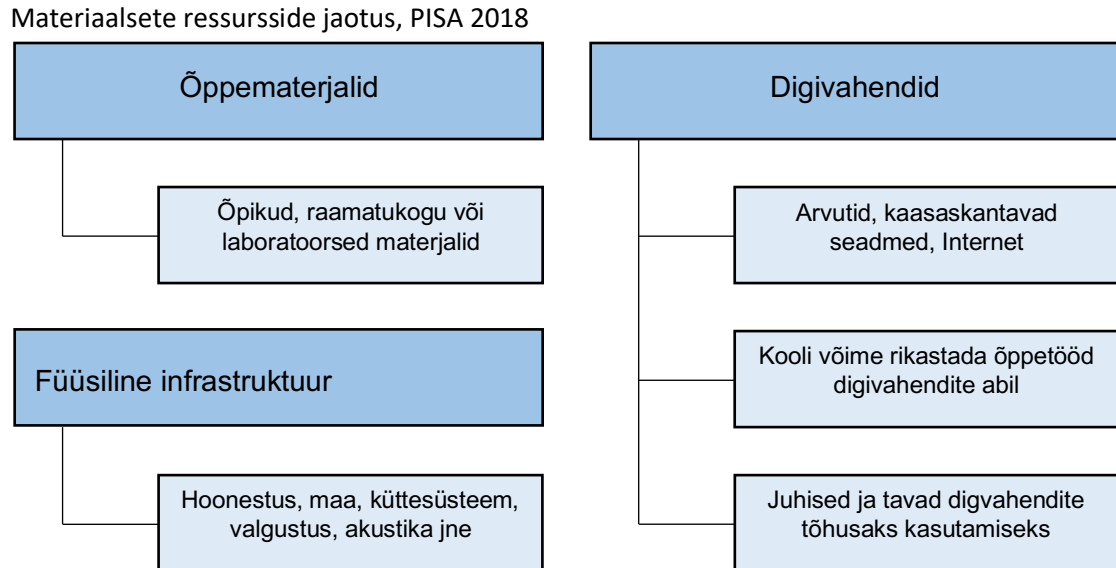 Materiaalsete ressursside jaotus, PISA 2018
Õppematerjalid
Õpikud, raamatukogu või
laboratoorsed materjalid
Füüsiline infrastruktuur
Hoonestus, maa, küttesüsteem,
valgustus, akustika jne
Digivahendid
Arvutid, kaasaskantavad
seadmed, Internet
Kooli võime rikastada õppetööd
digivahendite abil
Juhised ja tavad digvahendite
tõhusaks kasutamiseks